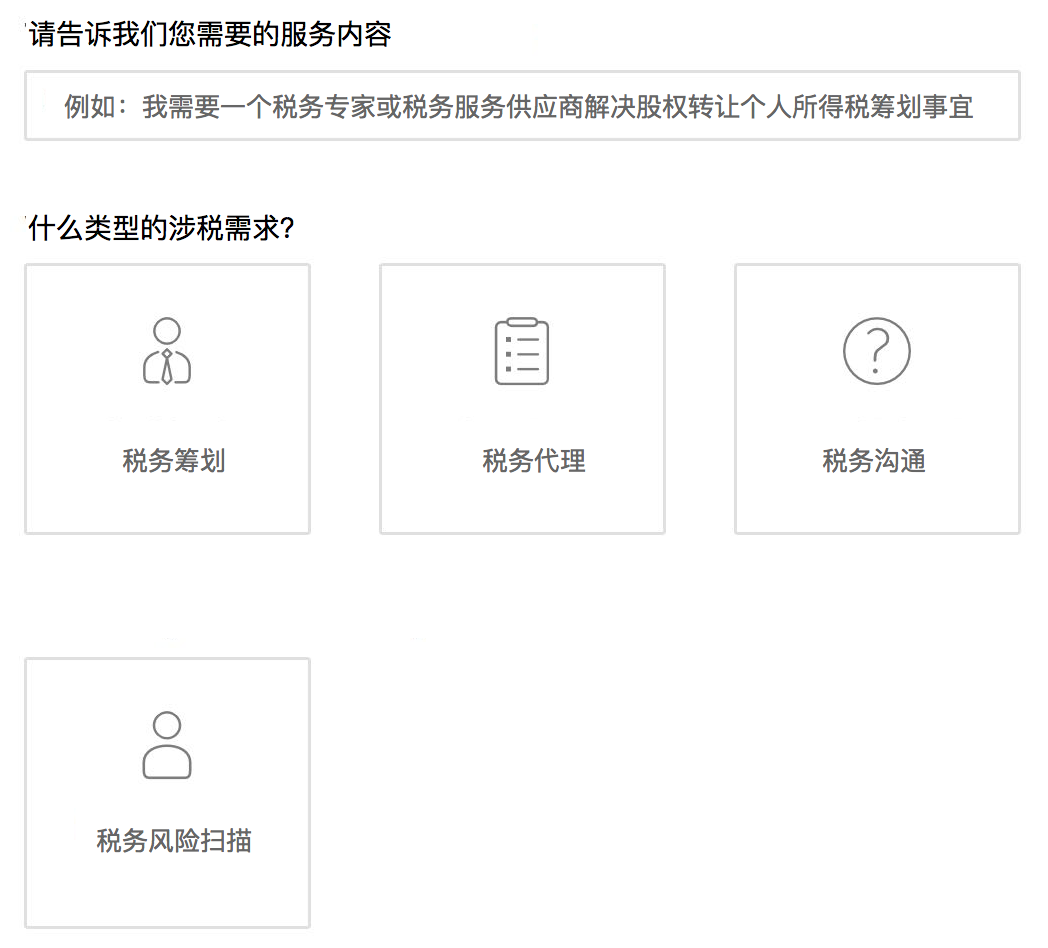 请告诉我们您需要的服务内容
例如：我需要一个税务专家或税务服务供应商解决股权转让个人所得税筹划事宜
什么类型的涉税需求?
税务筹划
税务代理
税务沟通
税务风险扫描